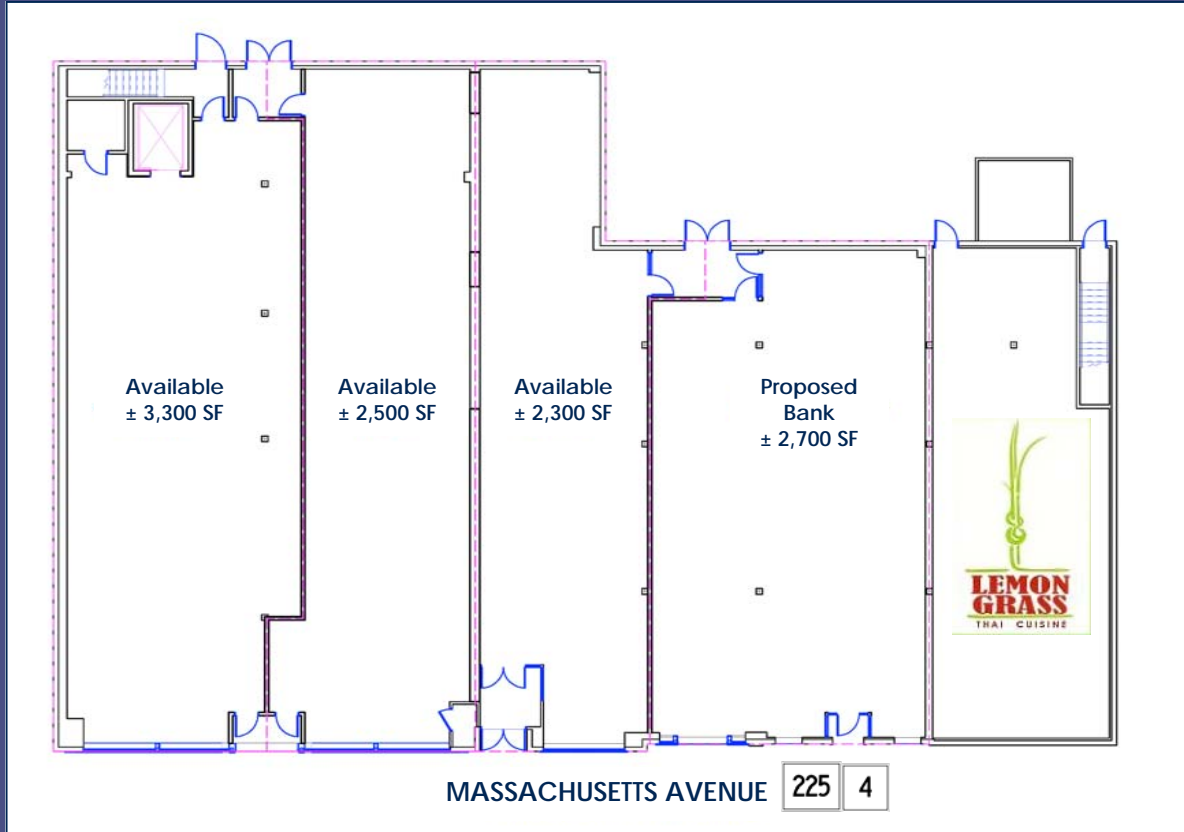 Available
± 3,300 SF
Available
± 2,500 SF
Available
± 2,300 SF
Proposed
Bank
± 2,700 SF
LEMON
GRASS
THAI CUISINE
MASSACHUSETTS AVENUE 225 4